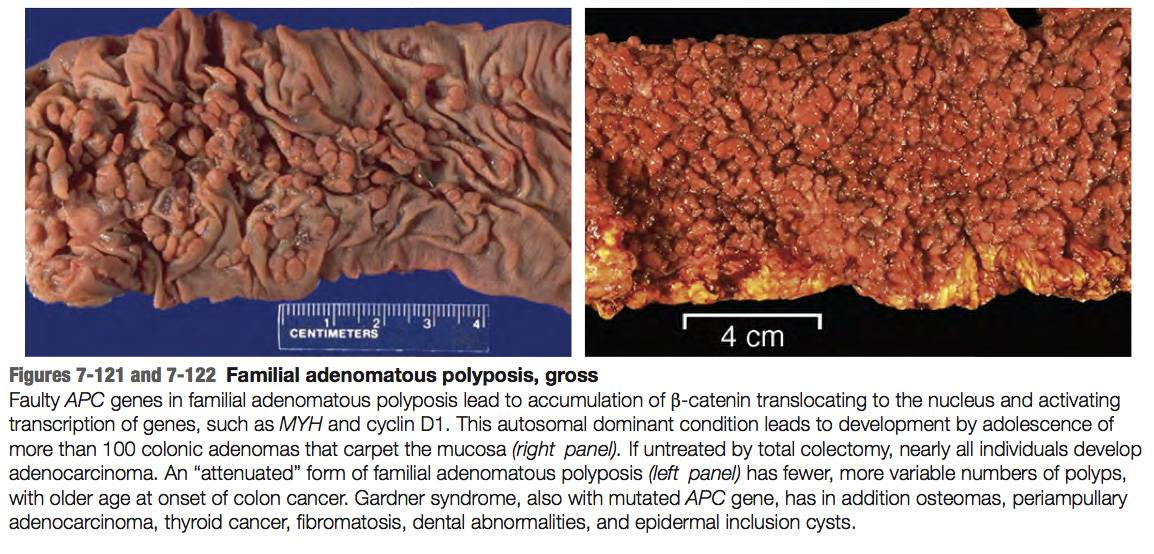 1 2 3 4
CENTIMETERS
4 cm
Figures 7-121 and 7-122 Familial adenomatous polyposis, gross
Faulty APC genes in familial adenomatous polyposis lead to accumulation of β-catenin translocating to the nucleus and activating
transcription of genes, such as MYH and cyclin D1. This autosomal dominant condition leads to development by adolescence of
more than 100 colonic adenomas that carpet the mucosa (right panel). If untreated by total colectomy, nearly all individuals develop
adenocarcinoma. An “attenuated” form of familial adenomatous polyposis (left panel) has fewer, more variable numbers of polyps,
with older age at onset of colon cancer. Gardner syndrome, also with mutated APC gene, has in addition osteomas, periampullary
adenocarcinoma, thyroid cancer, fibromatosis, dental abnormalities, and epidermal inclusion cysts.